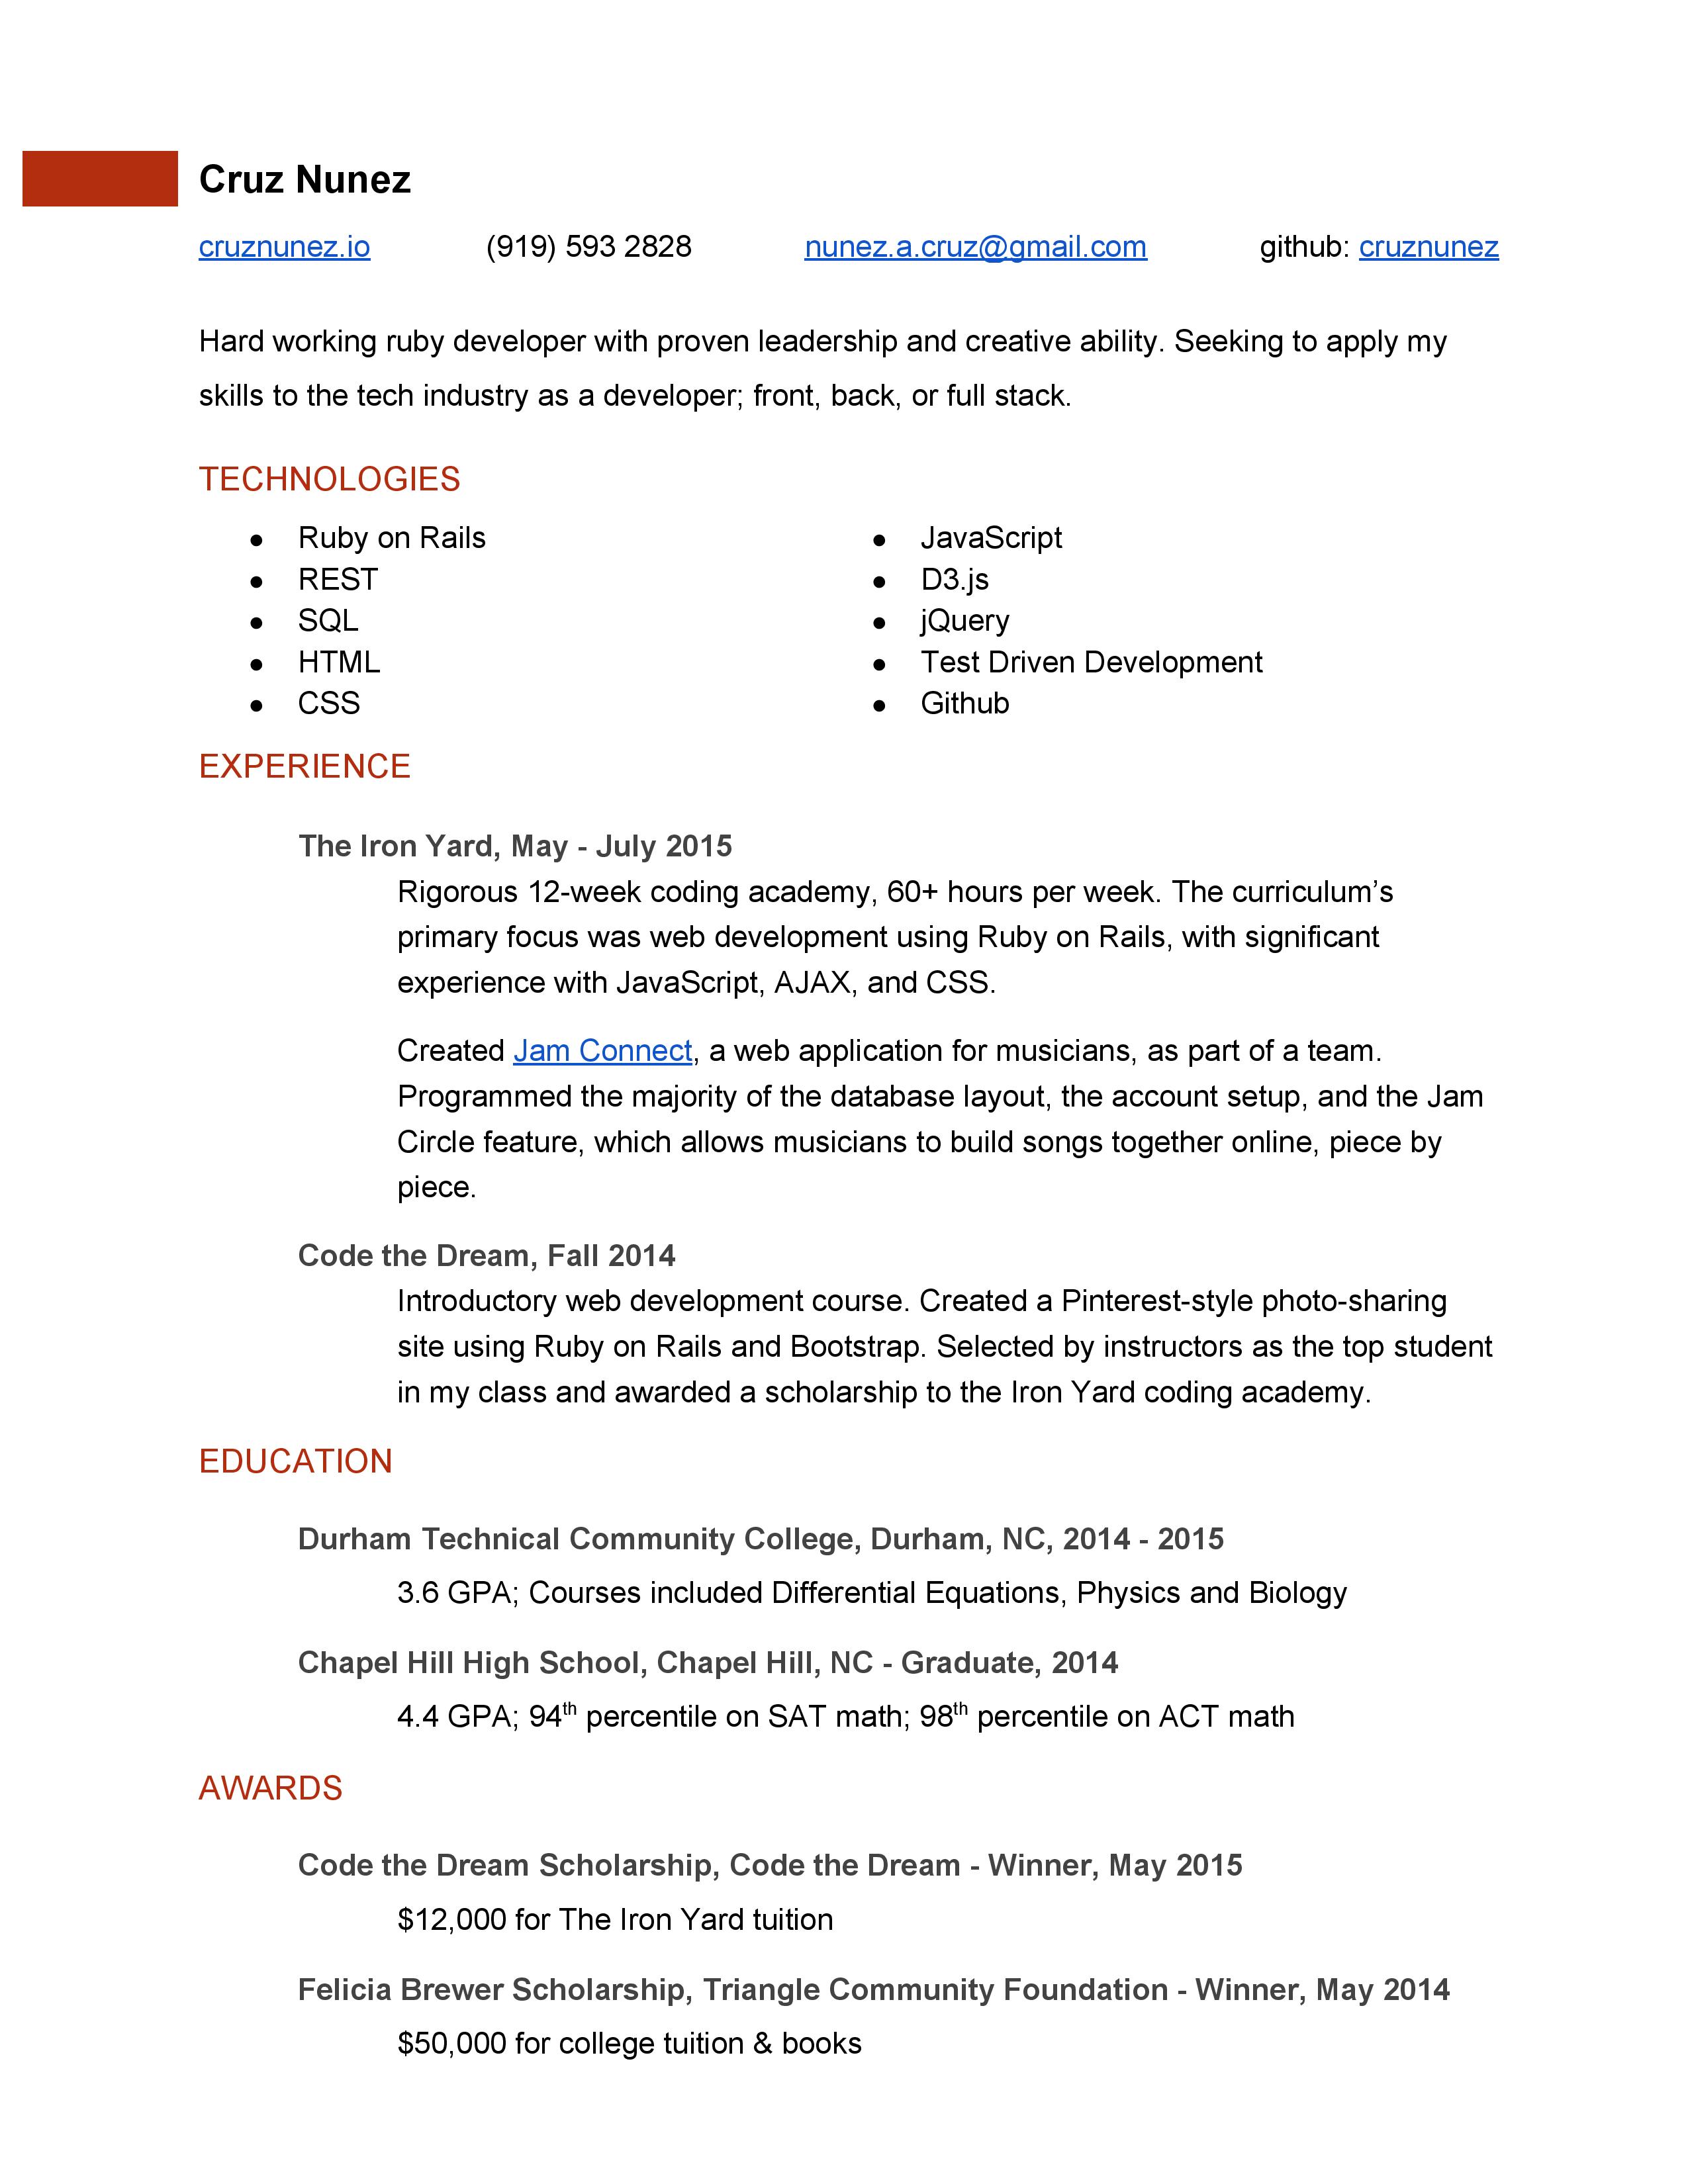 Cruz Nunez
cruznunez.io (919) 593 2828 nunez.a.cruz@gmail.com github: cruznunez
Hard working ruby developer with proven leadership and creative ability. Seeking to apply my
skills to the tech industry as a developer; front, back, or full stack.
TECHNOLOGIES
● Ruby on Rails
● REST
● SQL
● HTML
● CSS
● JavaScript
● D3.js
● jQuery
● Test Driven Development
● Github
EXPERIENCE
The Iron Yard, May - July 2015
Rigorous 12-week coding academy, 60+ hours per week. The curriculum’s
primary focus was web development using Ruby on Rails, with significant
experience with JavaScript, AJAX, and CSS.
Created Jam Connect, a web application for musicians, as part of a team.
Programmed the majority of the database layout, the account setup, and the Jam
Circle feature, which allows musicians to build songs together online, piece by
piece.
Code the Dream, Fall 2014
Introductory web development course. Created a Pinterest-style photo-sharing
site using Ruby on Rails and Bootstrap. Selected by instructors as the top student
in my class and awarded a scholarship to the Iron Yard coding academy.
EDUCATION
Durham Technical Community College, Durham, NC, 2014 - 2015
3.6 GPA; Courses included Differential Equations, Physics and Biology
Chapel Hill High School, Chapel Hill, NC - Graduate, 2014
4.4 GPA; 94th percentile on SAT math; 98th percentile on ACT math
AWARDS
Code the Dream Scholarship, Code the Dream - Winner, May 2015
$12,000 for The Iron Yard tuition
Felicia Brewer Scholarship, Triangle Community Foundation - Winner, May 2014
$50,000 for college tuition & books